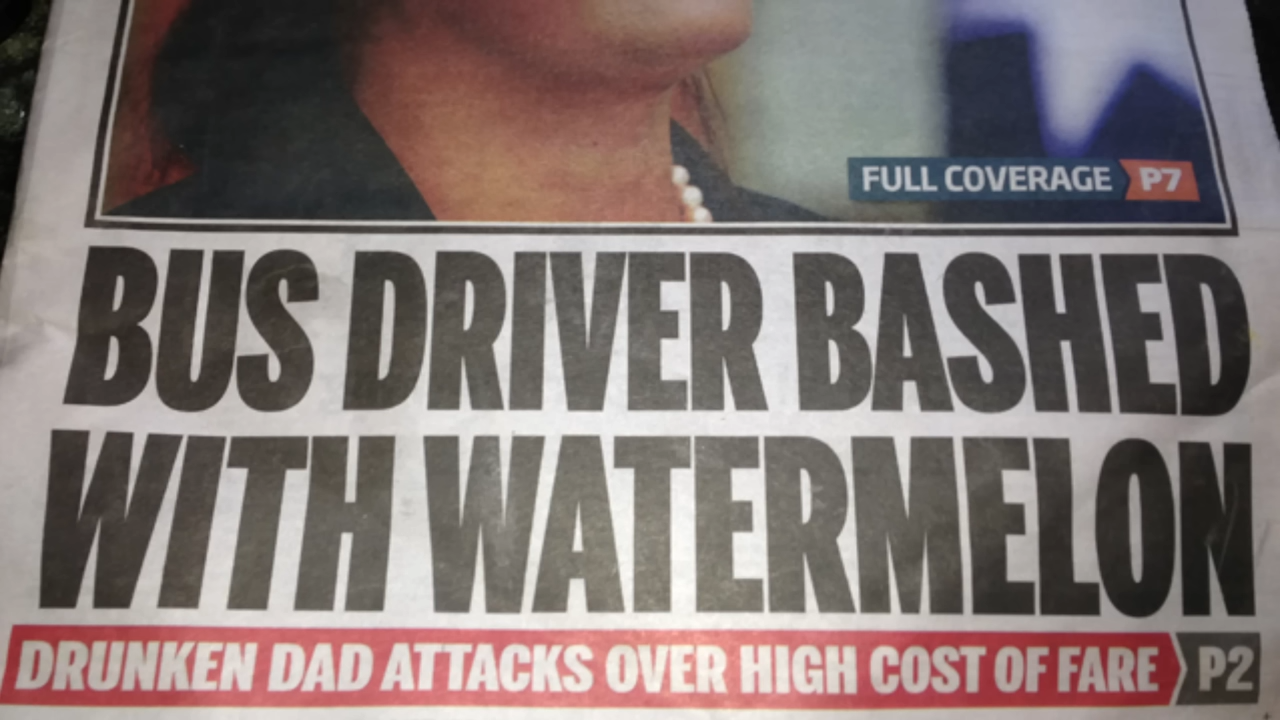 FULL COVERAGE P7
BUS DRIVER BASHED
WITH WATERMELON
DRUNKEN DAD ATTACKS OVER HIGH COST OF FARE P2